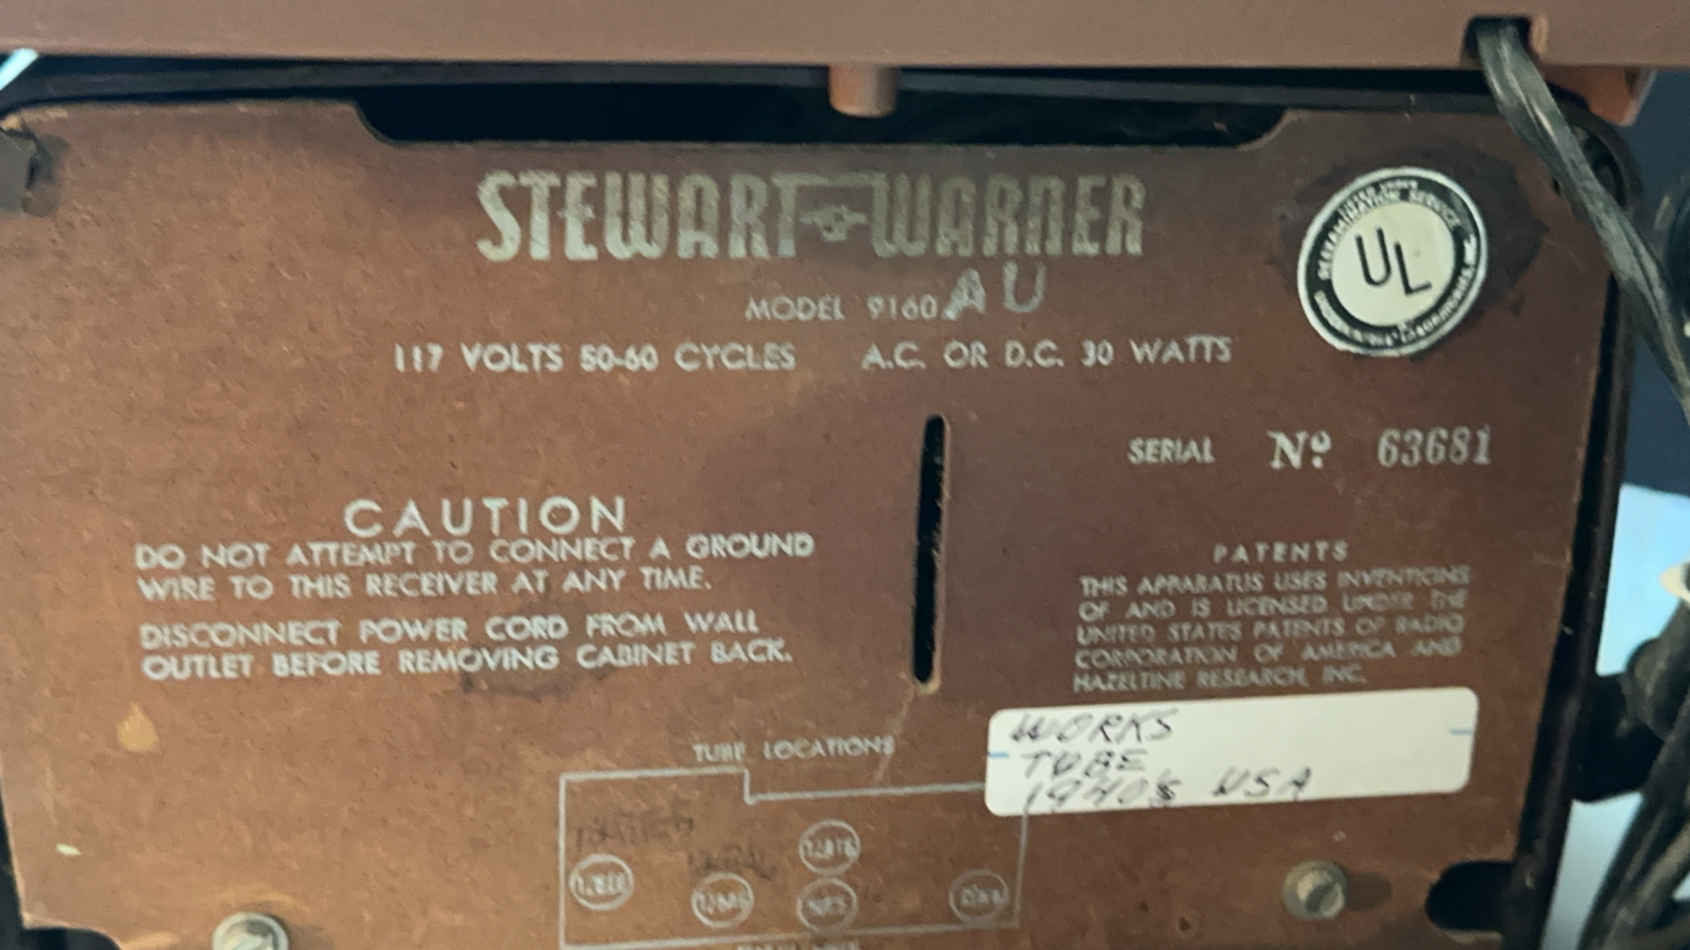 STEWART WARNER
MODEL 9160 AU
117 VOLTS 50-60 CYCLES A.C. OR D.C. 30 WATTS
UL
SERIAL Nº 63681
CAUTION
DO NOT ATTEMPT TO CONNECT A GROUND
WIRE TO THIS RECEIVER AT ANY TIME.
DISCONNECT POWER CORD FROM WALL
OUTLET BEFORE REMOVING CABINET BACK.
PATENTS
THIS APPARATUS USES INVENTIONS
OF AND IS LICENSED UNDER THE
UNITED STATES PATENTS OF RADIO
CORPORATION OF AMERICA AND
HAZELTINE RESEARCH, INC.
WORKS
TUBE
1940's USA
TUBE LOCATIONS